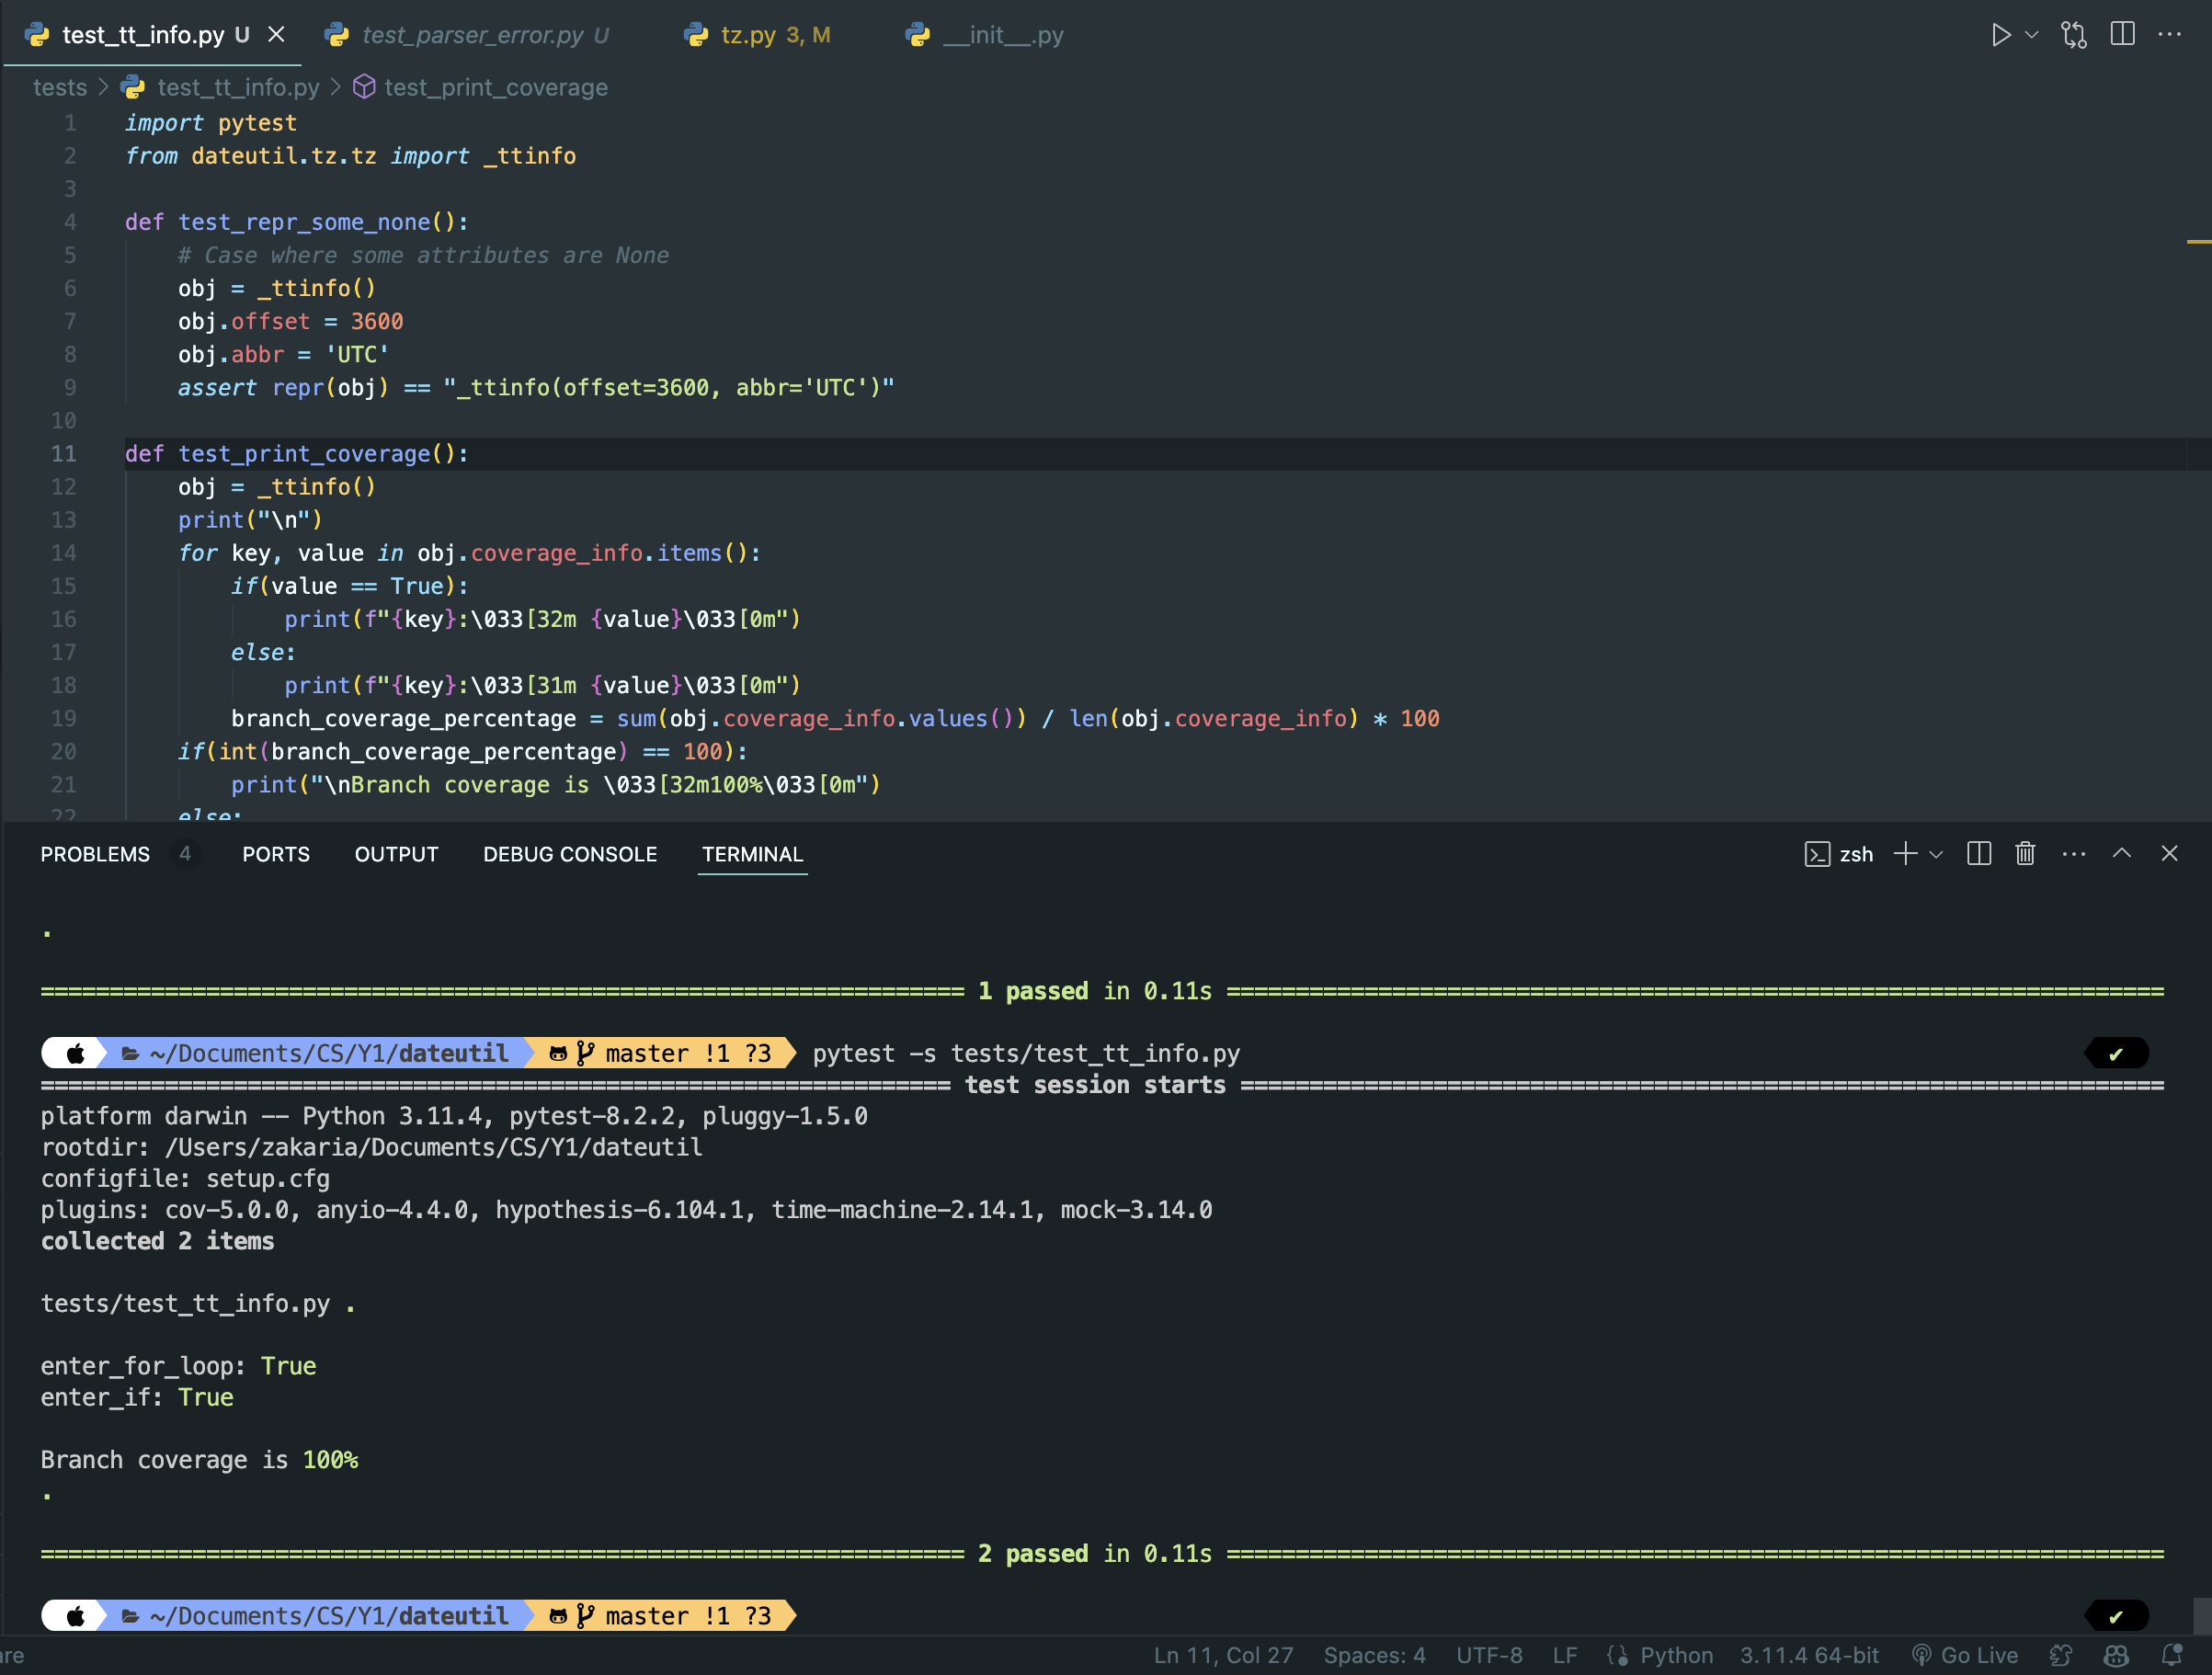 test_tt_info.py U
test_parser_error.py U
tz.py 3, M
__init__.py
tests > test_tt_info.py > test_print_coverage
1 import pytest
2 from dateutil.tz.tz import _ttinfo
3
4 def test_repr_some_none():
5 # Case where some attributes are None
6 obj = _ttinfo()
7 obj.offset = 3600
8 obj.abbr = 'UTC'
9 assert repr(obj) == "_ttinfo(offset=3600, abbr='UTC')"
10
11 def test_print_coverage():
12 obj = _ttinfo()
13 print("\n")
14 for key, value in obj.coverage_info.items():
15 if(value == True):
16 print(f"{key}:\033[32m {value}\033[0m")
17 else:
18 print(f"{key}:\033[31m {value}\033[0m")
19 branch_coverage_percentage = sum(obj.coverage_info.values()) / len(obj.coverage_info) * 100
20 if(int(branch_coverage_percentage) == 100):
21 print("\nBranch coverage is \033[32m100%\033[0m")
22 else:
PROBLEMS 4 PORTS OUTPUT DEBUG CONSOLE TERMINAL zsh
.
=================================================================== 1 passed in 0.11s ====================================================================
~/Documents/CS/Y1/dateutil master !1 ?3 pytest -s tests/test_tt_info.py ✔
================================================================== test session starts ===================================================================
platform darwin -- Python 3.11.4, pytest-8.2.2, pluggy-1.5.0
rootdir: /Users/zakaria/Documents/CS/Y1/dateutil
configfile: setup.cfg
plugins: cov-5.0.0, anyio-4.4.0, hypothesis-6.104.1, time-machine-2.14.1, mock-3.14.0
collected 2 items
tests/test_tt_info.py .
enter_for_loop: True
enter_if: True
Branch coverage is 100%
.
=================================================================== 2 passed in 0.11s ====================================================================
~/Documents/CS/Y1/dateutil master !1 ?3 ✔
are Ln 11, Col 27 Spaces: 4 UTF-8 LF Python 3.11.4 64-bit Go Live